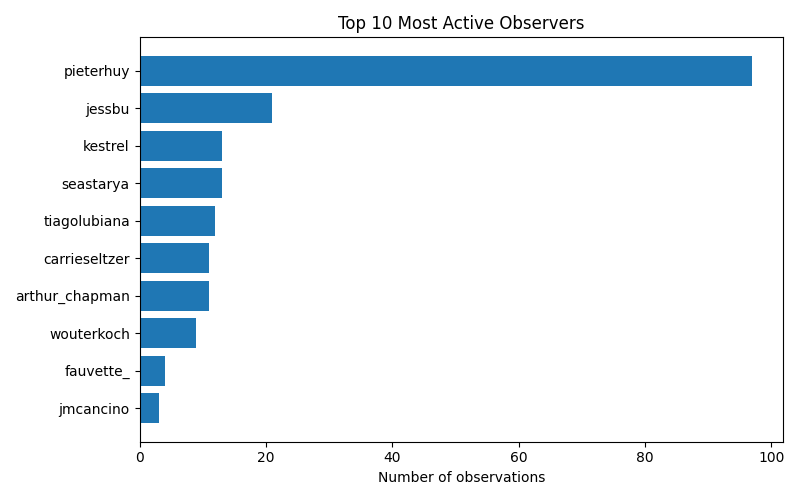 Top 10 Most Active Observers
pieterhuy
jessbu
kestrel
seastarya
tiagolubiana
carrieseltzer
arthur_chapman
wouterkoch
fauvette_
jmcancino
0 20 40 60 80 100
Number of observations